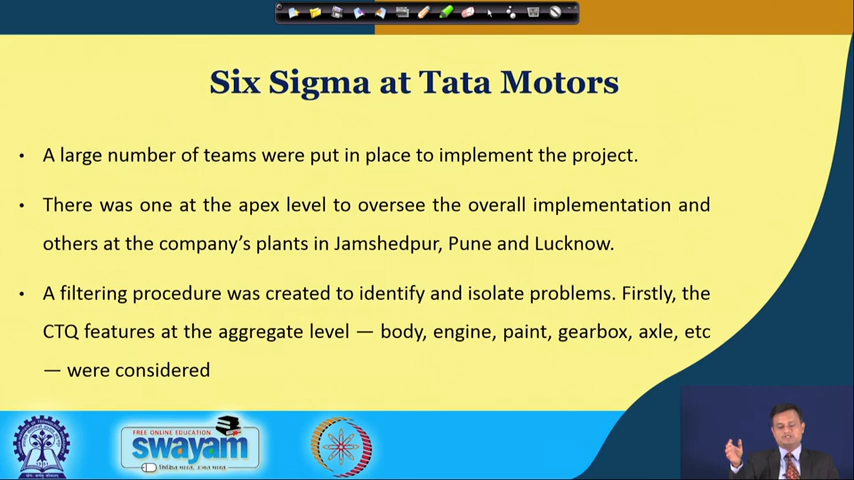 Six Sigma at Tata Motors
• A large number of teams were put in place to implement the project.
• There was one at the apex level to oversee the overall implementation and
others at the company's plants in Jamshedpur, Pune and Lucknow.
• A filtering procedure was created to identify and isolate problems. Firstly, the
CTQ features at the aggregate level — body, engine, paint, gearbox, axle, etc
— were considered
FREE ONLINE EDUCATION
swayam